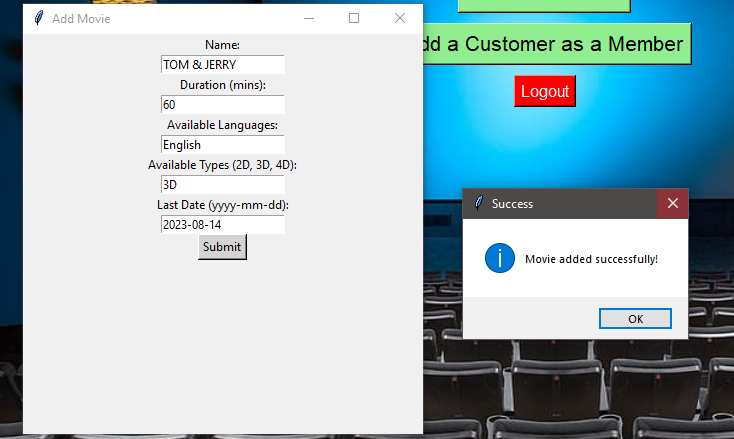 Add Movie
Name:
TOM & JERRY
Duration (mins):
60
Available Languages:
English
Available Types (2D, 3D, 4D):
3D
Last Date (yyyy-mm-dd):
2023-08-14
Submit
dd a Customer as a Member
Logout
Success
Movie added successfully!
OK